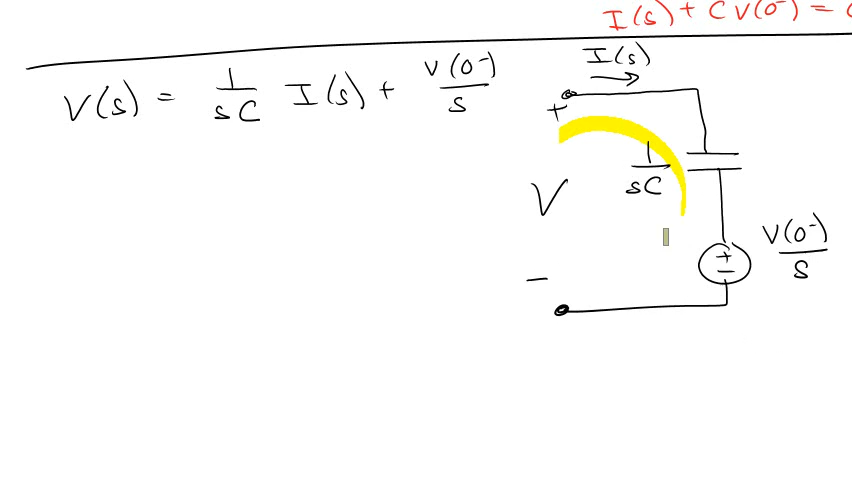 I(s) + C V(0⁻) =
V(s) = 1/sC I(s) + V(0⁻)/s
I(s)
+
1/sC
V
V(0⁻)/s
+
−
−